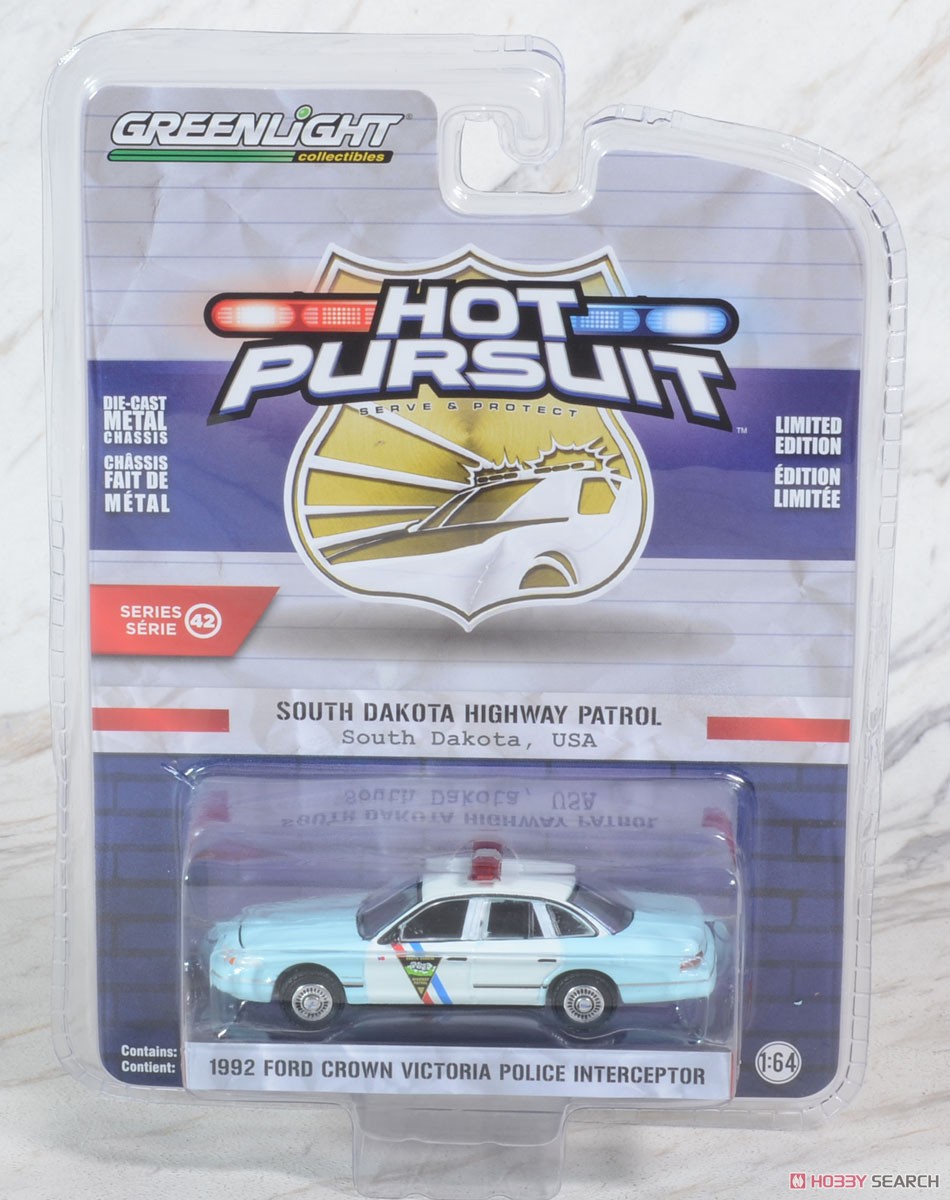 GREENLiGHT®
collectibles
HOT
PURSUIT™
SERVE & PROTECT
DIE-CAST
METAL
CHASSIS
CHÂSSIS
FAIT DE
MÉTAL
LIMITED
EDITION
ÉDITION
LIMITÉE
SERIES
SÉRIE
42
SOUTH DAKOTA HIGHWAY PATROL
South Dakota, USA
Contains:
Contient:
1992 FORD CROWN VICTORIA POLICE INTERCEPTOR
1:64
HOBBY SEARCH